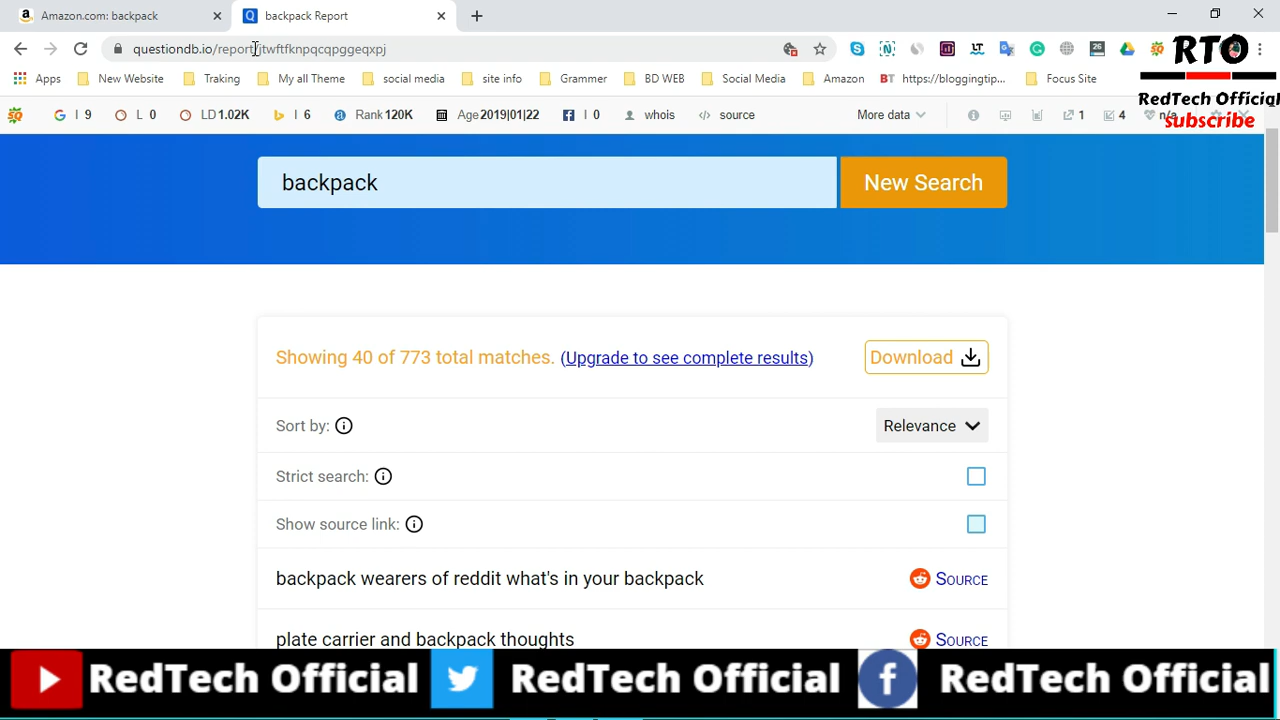 Amazon.com: backpack
backpack Report
questiondb.io/report/jtwftfknpqcqpggeqxpj
Apps New Website Traking My all Theme social media site info Grammer BD WEB Social Media Amazon BT https://bloggingtip... Focus Site
RTO
RedTech Official
subscribe
I 9 L 0 LD 1.02K I 6 Rank 120K Age 2019|01|22 I 0 whois source More data 1 4 n/a
backpack New Search
Showing 40 of 773 total matches. (Upgrade to see complete results) Download
Sort by: Relevance
Strict search:
Show source link:
backpack wearers of reddit what's in your backpack SOURCE
plate carrier and backpack thoughts SOURCE
RedTech Official RedTech Official RedTech Official